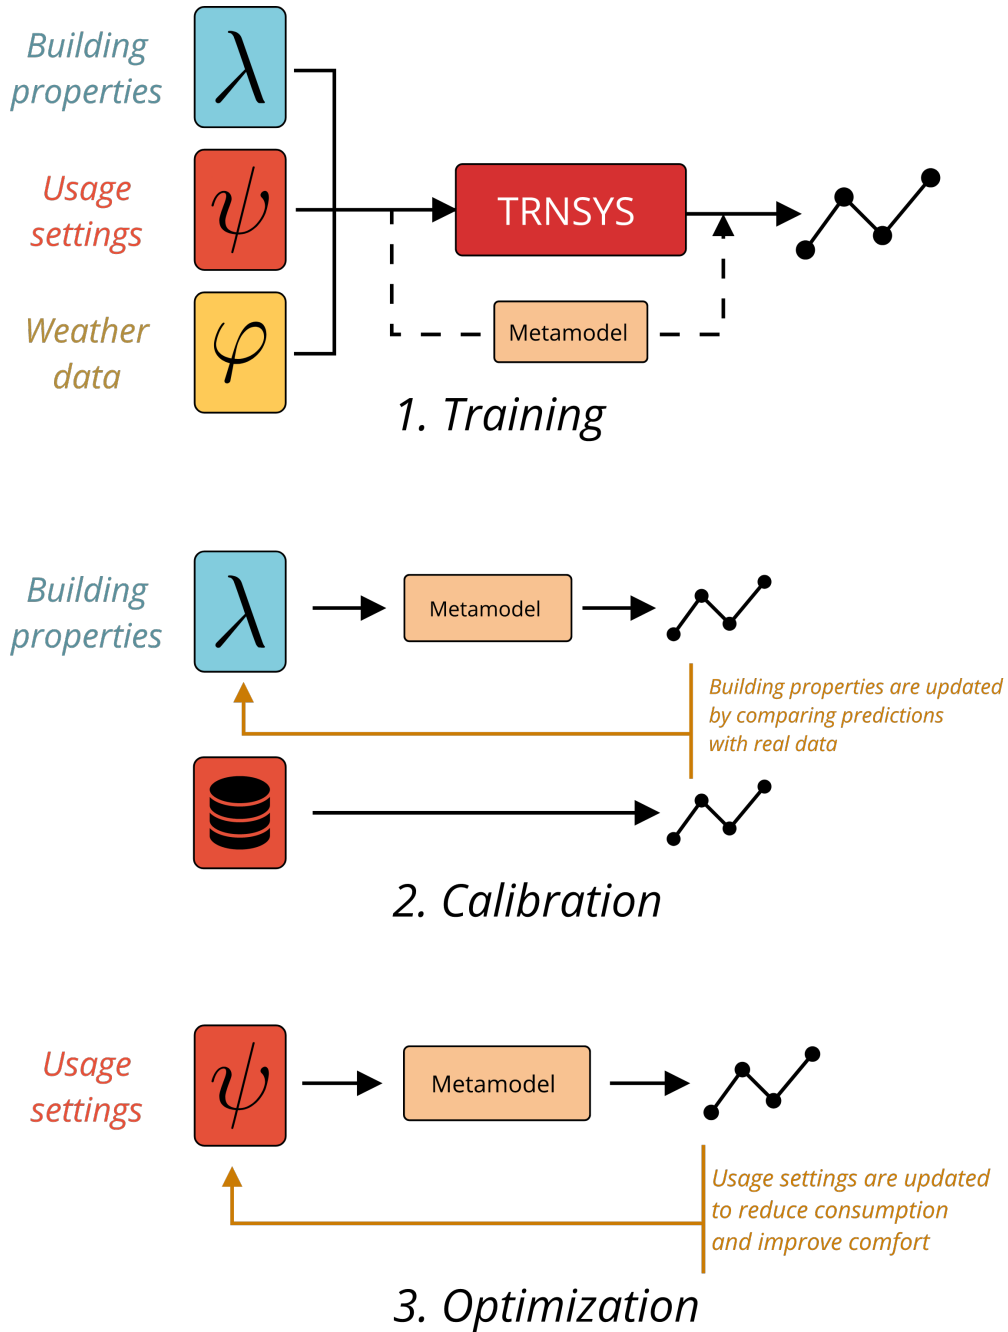 Building
properties
λ
Usage
settings
ψ
Weather
data
φ
TRNSYS
Metamodel
1. Training
Building
properties
λ
Metamodel
Building properties are updated
by comparing predictions
with real data
2. Calibration
Usage
settings
ψ
Metamodel
Usage settings are updated
to reduce consumption
and improve comfort
3. Optimization